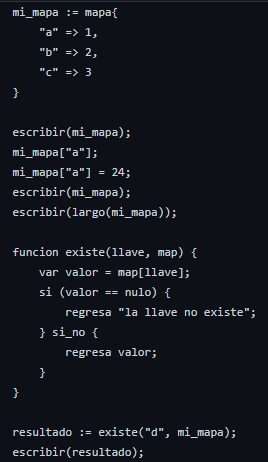 mi_mapa := mapa{
    "a" => 1,
    "b" => 2,
    "c" => 3
}

escribir(mi_mapa);
mi_mapa["a"];
mi_mapa["a"] = 24;
escribir(mi_mapa);
escribir(largo(mi_mapa));

funcion existe(llave, map) {
    var valor = map[llave];
    si (valor == nulo) {
        regresa "la llave no existe";
    } si_no {
        regresa valor;
    }
}

resultado := existe("d", mi_mapa);
escribir(resultado);